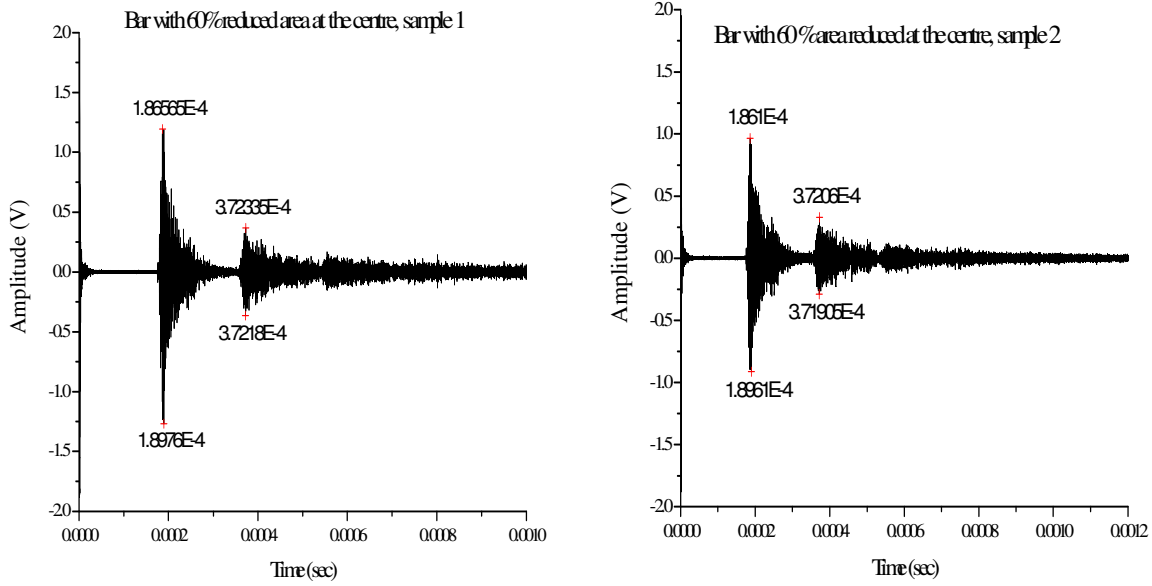 Bar with 60% reduced area at the centre, sample 1
2.0
1.5
1.0
0.5
0.0
-0.5
-1.0
-1.5
-2.0
Amplitude (V)
1.86565E-4
3.72335E-4
3.7218E-4
1.8976E-4
0.0000
0.0002
0.0004
0.0006
0.0008
0.0010
Time (sec)
Bar with 60% area reduced at the centre, sample 2
2.0
1.5
1.0
0.5
0.0
-0.5
-1.0
-1.5
-2.0
Amplitude (V)
1.861E-4
3.7206E-4
3.71905E-4
1.8961E-4
0.0000
0.0002
0.0004
0.0006
0.0008
0.0010
0.0012
Time (sec)